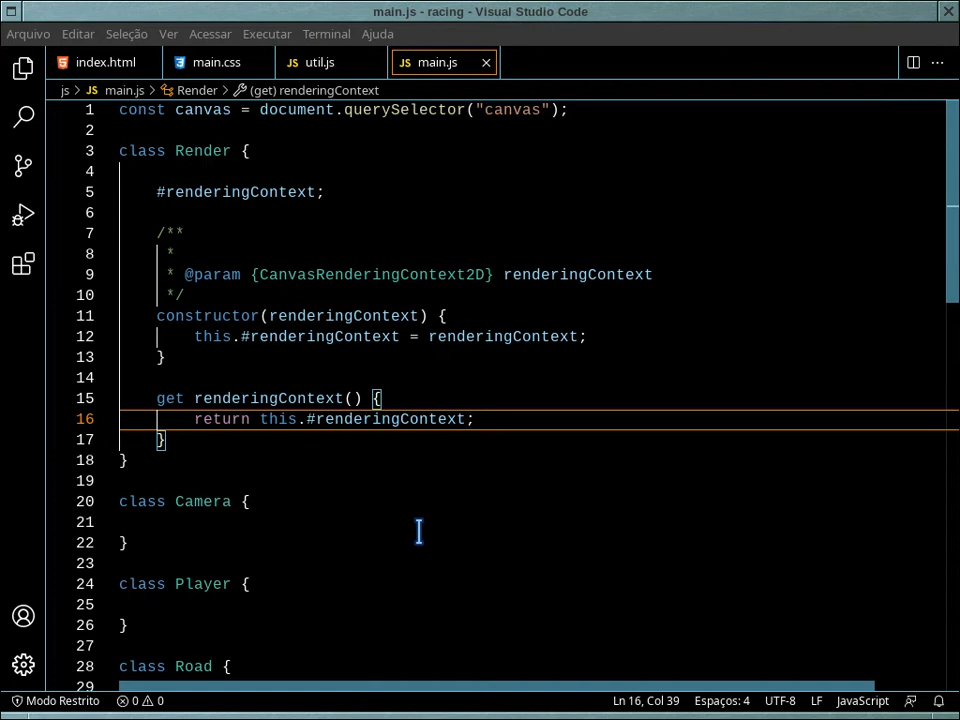 main.js - racing - Visual Studio Code
Arquivo Editar Seleção Ver Acessar Executar Terminal Ajuda
index.html main.css JS util.js JS main.js
js > JS main.js > Render > (get) renderingContext
1 const canvas = document.querySelector("canvas");
2
3 class Render {
4
5 #renderingContext;
6
7 /**
8 *
9 * @param {CanvasRenderingContext2D} renderingContext
10 */
11 constructor(renderingContext) {
12 this.#renderingContext = renderingContext;
13 }
14
15 get renderingContext() {
16 return this.#renderingContext;
17 }
18 }
19
20 class Camera {
21
22 }
23
24 class Player {
25
26 }
27
28 class Road {
29
Modo Restrito 0 0 Ln 16, Col 39 Espaços: 4 UTF-8 LF JavaScript